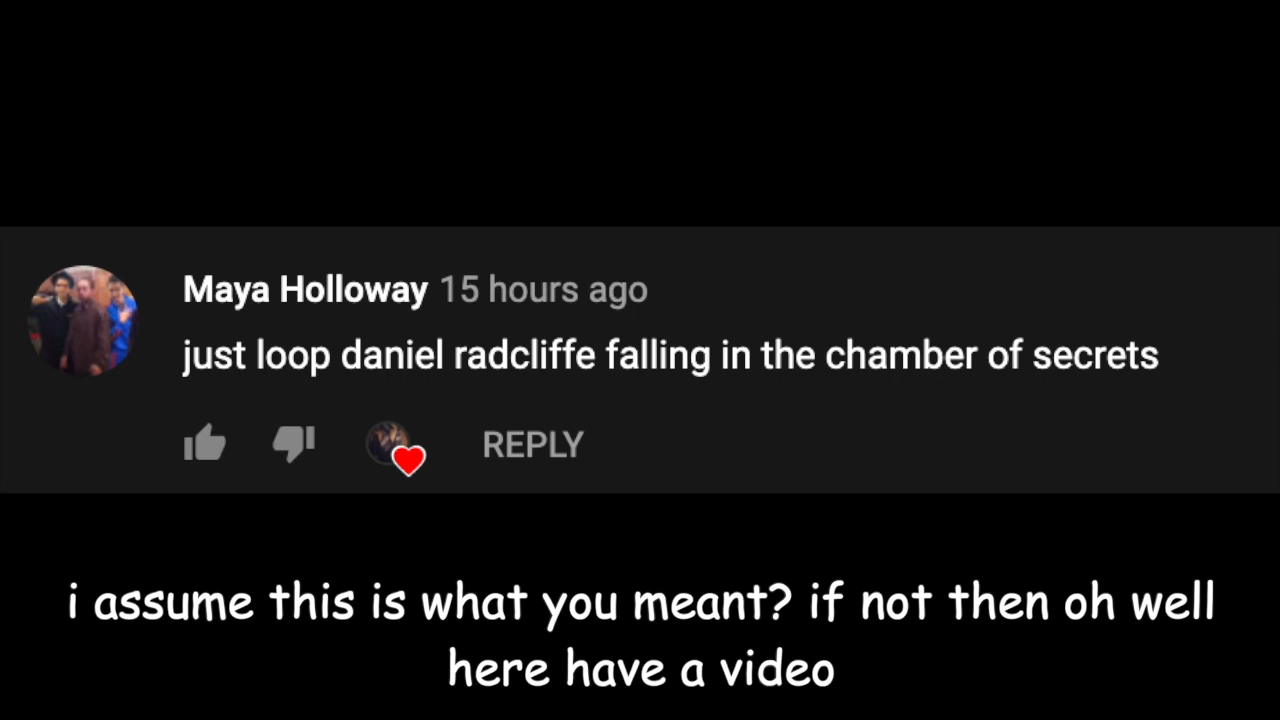 Maya Holloway 15 hours ago
just loop daniel radcliffe falling in the chamber of secrets
REPLY
i assume this is what you meant? if not then oh well
here have a video